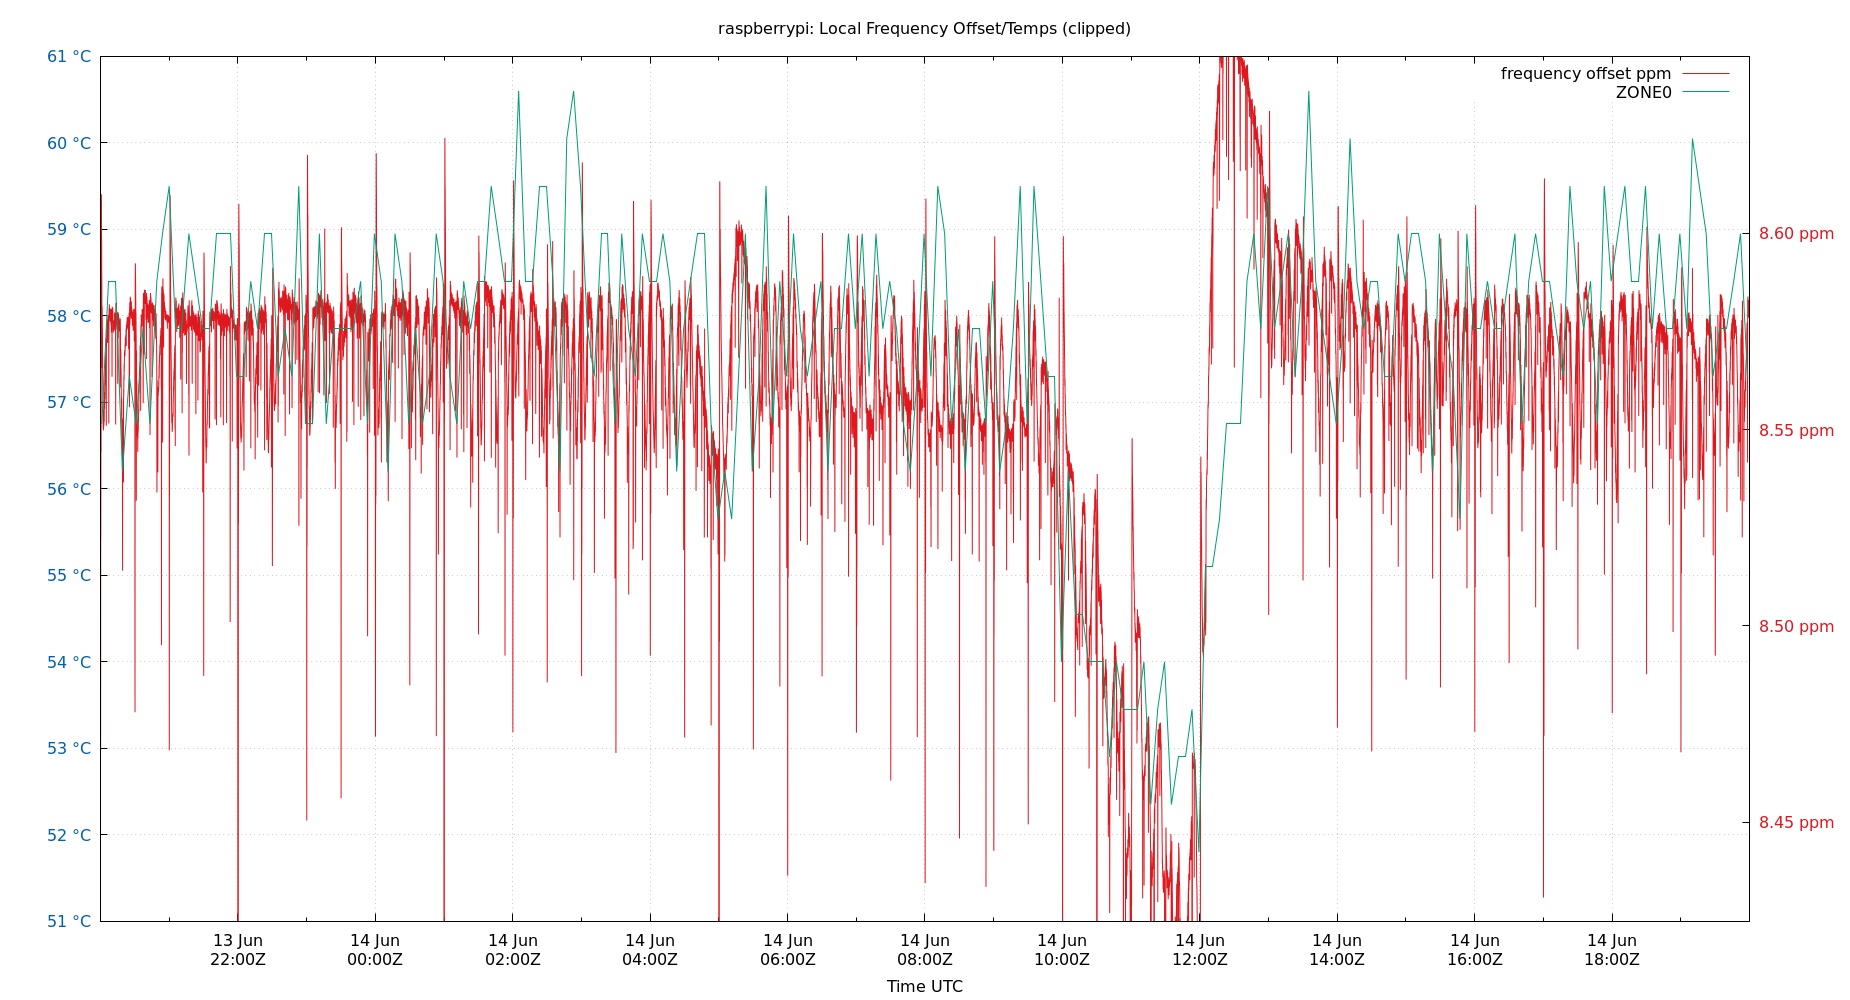 raspberrypi: Local Frequency Offset/Temps (clipped)
61 °C
60 °C
59 °C
58 °C
57 °C
56 °C
55 °C
54 °C
53 °C
52 °C
51 °C
frequency offset ppm
ZONE0
8.60 ppm
8.55 ppm
8.50 ppm
8.45 ppm
13 Jun 14 Jun 14 Jun 14 Jun 14 Jun 14 Jun 14 Jun 14 Jun 14 Jun 14 Jun 14 Jun
22:00Z 00:00Z 02:00Z 04:00Z 06:00Z 08:00Z 10:00Z 12:00Z 14:00Z 16:00Z 18:00Z
Time UTC